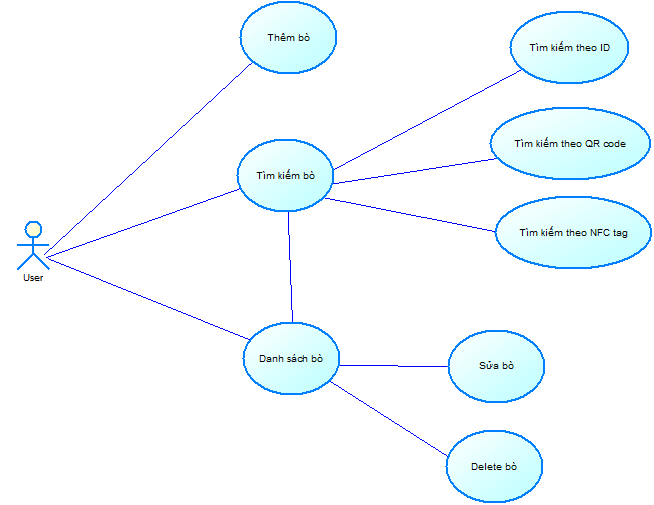 Thêm bò
Tìm kiếm theo ID
Tìm kiếm theo QR code
Tìm kiếm bò
Tìm kiếm theo NFC tag
User
Danh sách bò
Sửa bò
Delete bò